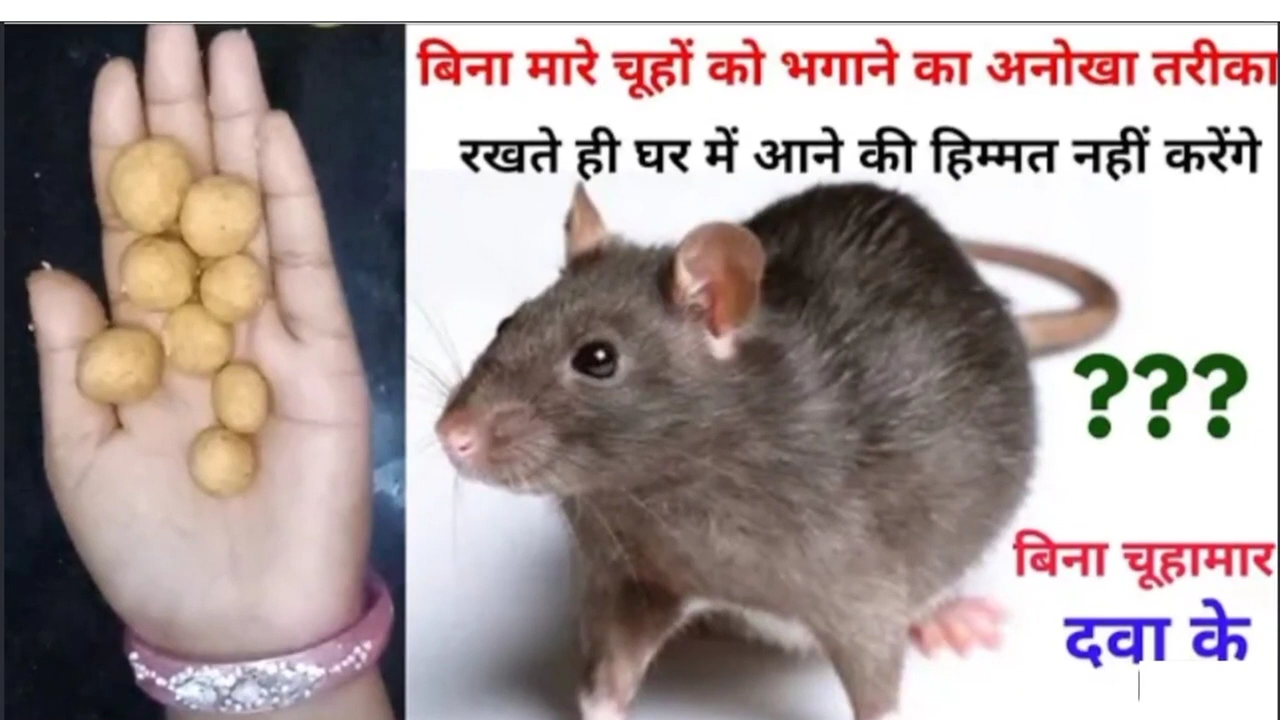 बिना मारे चूहों को भगाने का अनोखा तरीका
रखते ही घर में आने की हिम्मत नहीं करेंगे
???
बिना चूहामार
दवा के